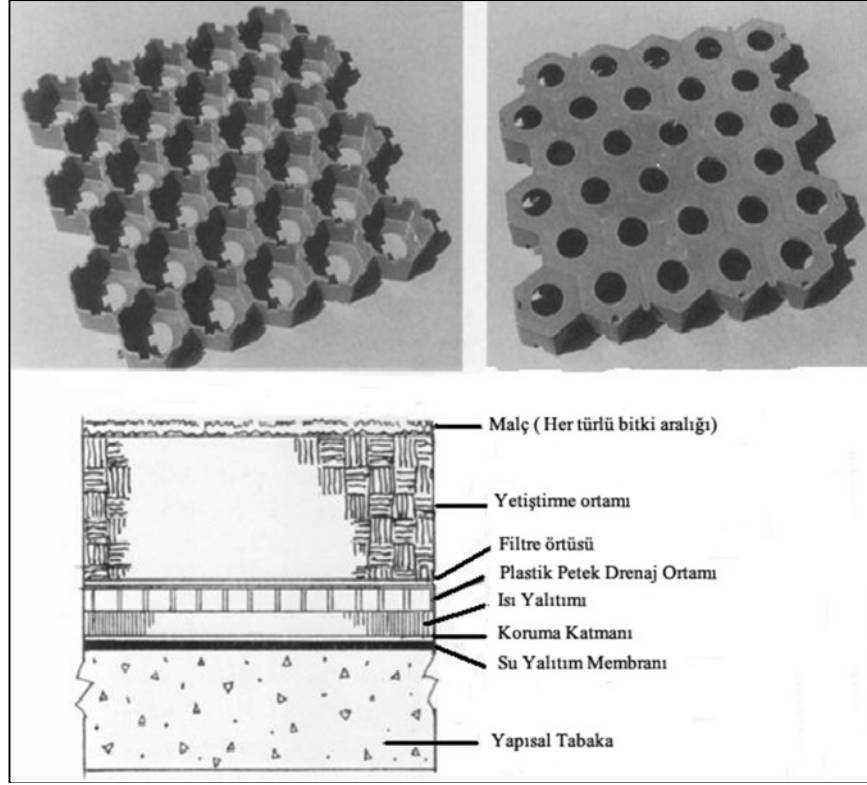 Malç ( Her türlü bitki aralığı)
Yetiştirme ortamı
Filtre örtüsü
Plastik Petek Drenaj Ortamı
Isı Yalıtımı
Koruma Katmanı
Su Yalıtım Membranı
Yapısal Tabaka